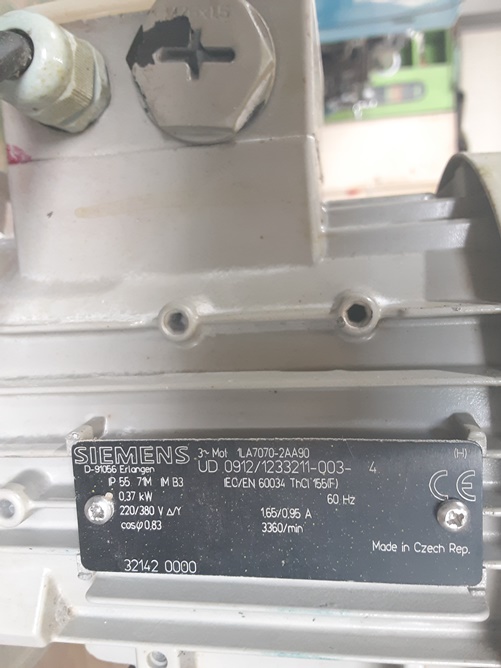 SIEMENS 3~ Mot 1LA7070-2AA90 (H)
D-91056 Erlangen UD 0912/1233211-003- 4
IP 55 71M IM B3 IEC/EN 60034 ThCl 155(F)
0.37 kW 60 Hz CE
220/380 V Δ/Y 1.65/0,95 A
cosφ 0,83 3360/min
Made in Czech Rep.
32142 0000